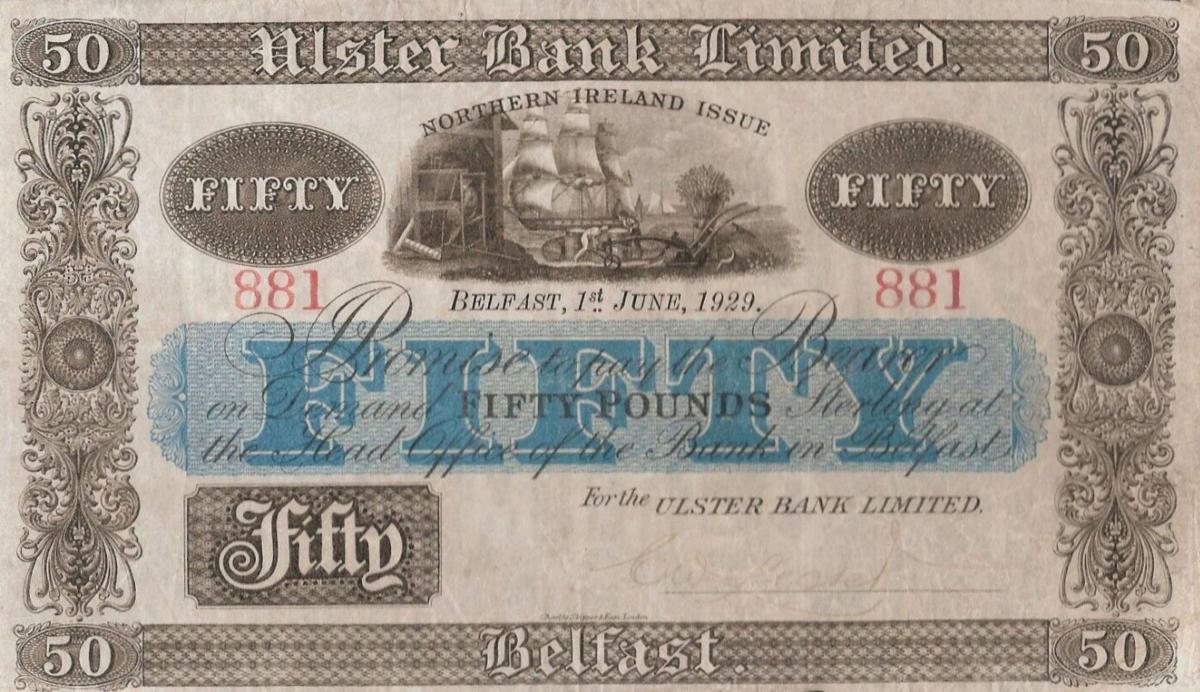 50 Ulster Bank Limited. 50
NORTHERN IRELAND ISSUE
FIFTY FIFTY
881 881
BELFAST, 1st JUNE, 1929.
FIFTY
I Promise to pay the Bearer
on Demand FIFTY POUNDS Sterling at
the Head Office of the Bank in Belfast
For the ULSTER BANK LIMITED.
Fifty
50 Belfast. 50